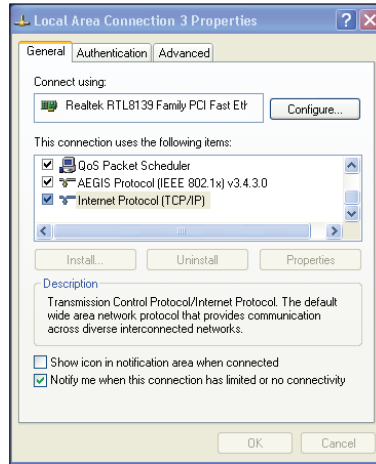 Local Area Connection 3 Properties
General
Authentication
Advanced
Connect using:
Realtek RTL8139 Family PCI Fast Eth
Configure...
This connection uses the following items:
QoS Packet Scheduler
AEGIS Protocol (IEEE 802.1x) v3.4.3.0
Internet Protocol (TCP/IP)
Install...
Uninstall
Properties
Description
Transmission Control Protocol/Internet Protocol. The default
wide area network protocol that provides communication
across diverse interconnected networks.
Show icon in notification area when connected
Notify me when this connection has limited or no connectivity
OK
Cancel